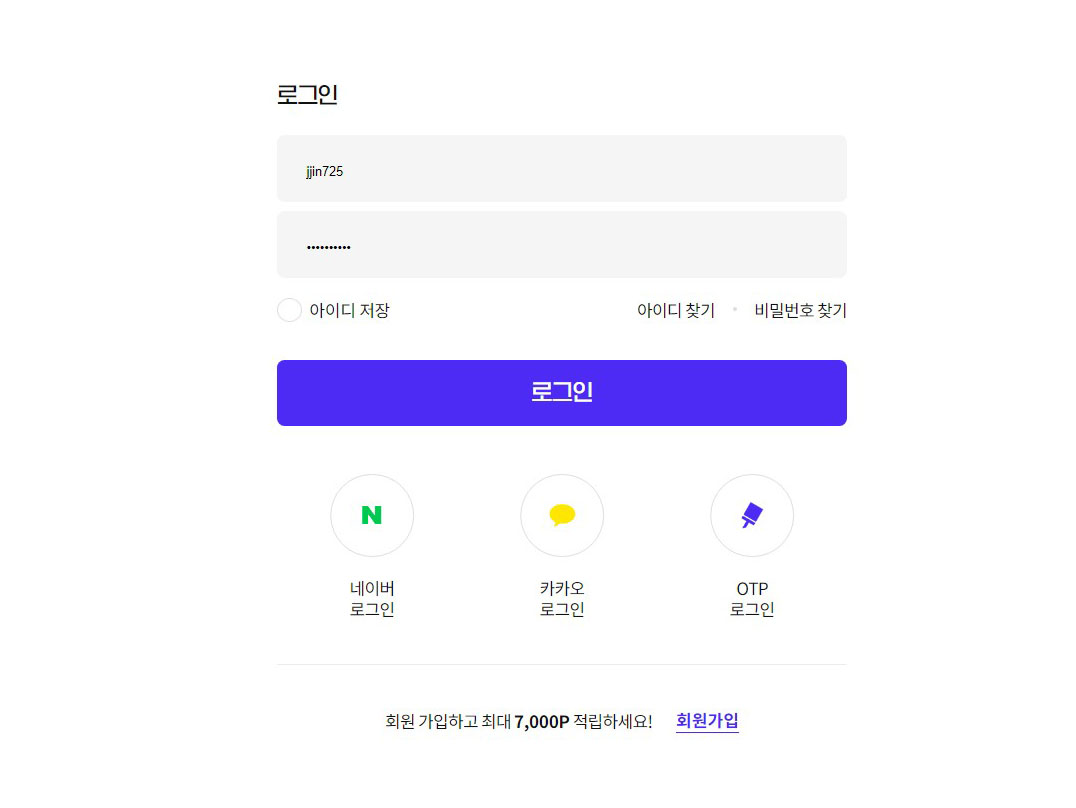 로그인
jjin725
••••••••••
아이디 저장
아이디 찾기 • 비밀번호 찾기
로그인
N
네이버
로그인
카카오
로그인
OTP
로그인
회원 가입하고 최대 7,000P 적립하세요! 회원가입